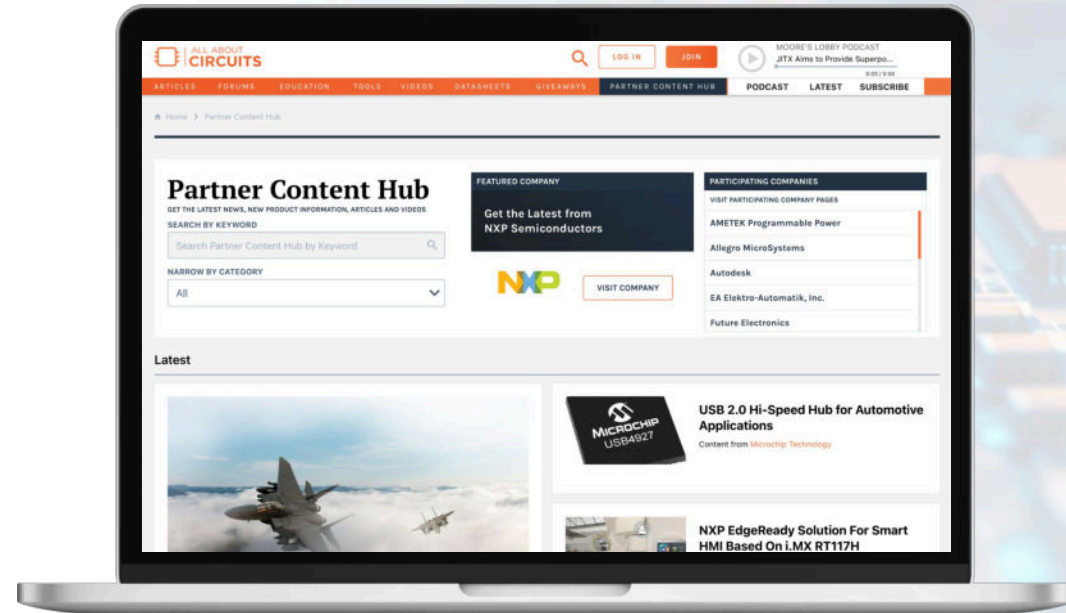 ALL ABOUT
CIRCUITS
LOG IN
JOIN
MOORE'S LOBBY PODCAST
JITX Aims to Provide Superpo...
0:00 / 0:00
ARTICLES FORUMS EDUCATION TOOLS VIDEOS DATASHEETS GIVEAWAYS PARTNER CONTENT HUB PODCAST LATEST SUBSCRIBE
Home > Partner Content Hub
Partner Content Hub
GET THE LATEST NEWS, NEW PRODUCT INFORMATION, ARTICLES AND VIDEOS
SEARCH BY KEYWORD
Search Partner Content Hub by Keyword
NARROW BY CATEGORY
All
FEATURED COMPANY
Get the Latest from
NXP Semiconductors
NXP
VISIT COMPANY
PARTICIPATING COMPANIES
VISIT PARTICIPATING COMPANY PAGES
AMETEK Programmable Power
Allegro MicroSystems
Autodesk
EA Elektro-Automatik, Inc.
Future Electronics
Latest
MICROCHIP
USB4927
USB 2.0 Hi-Speed Hub for Automotive
Applications
Content from Microchip Technology
NXP EdgeReady Solution For Smart
HMI Based On i.MX RT117H